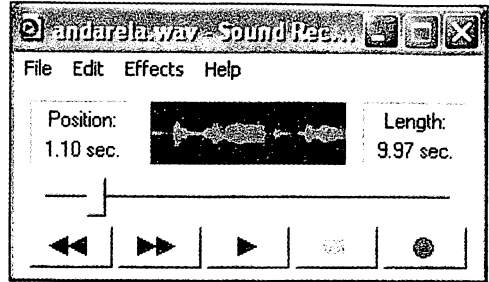 andarela.wav - Sound Rec...
File Edit Effects Help
Position:
1.10 sec.
Length:
9.97 sec.